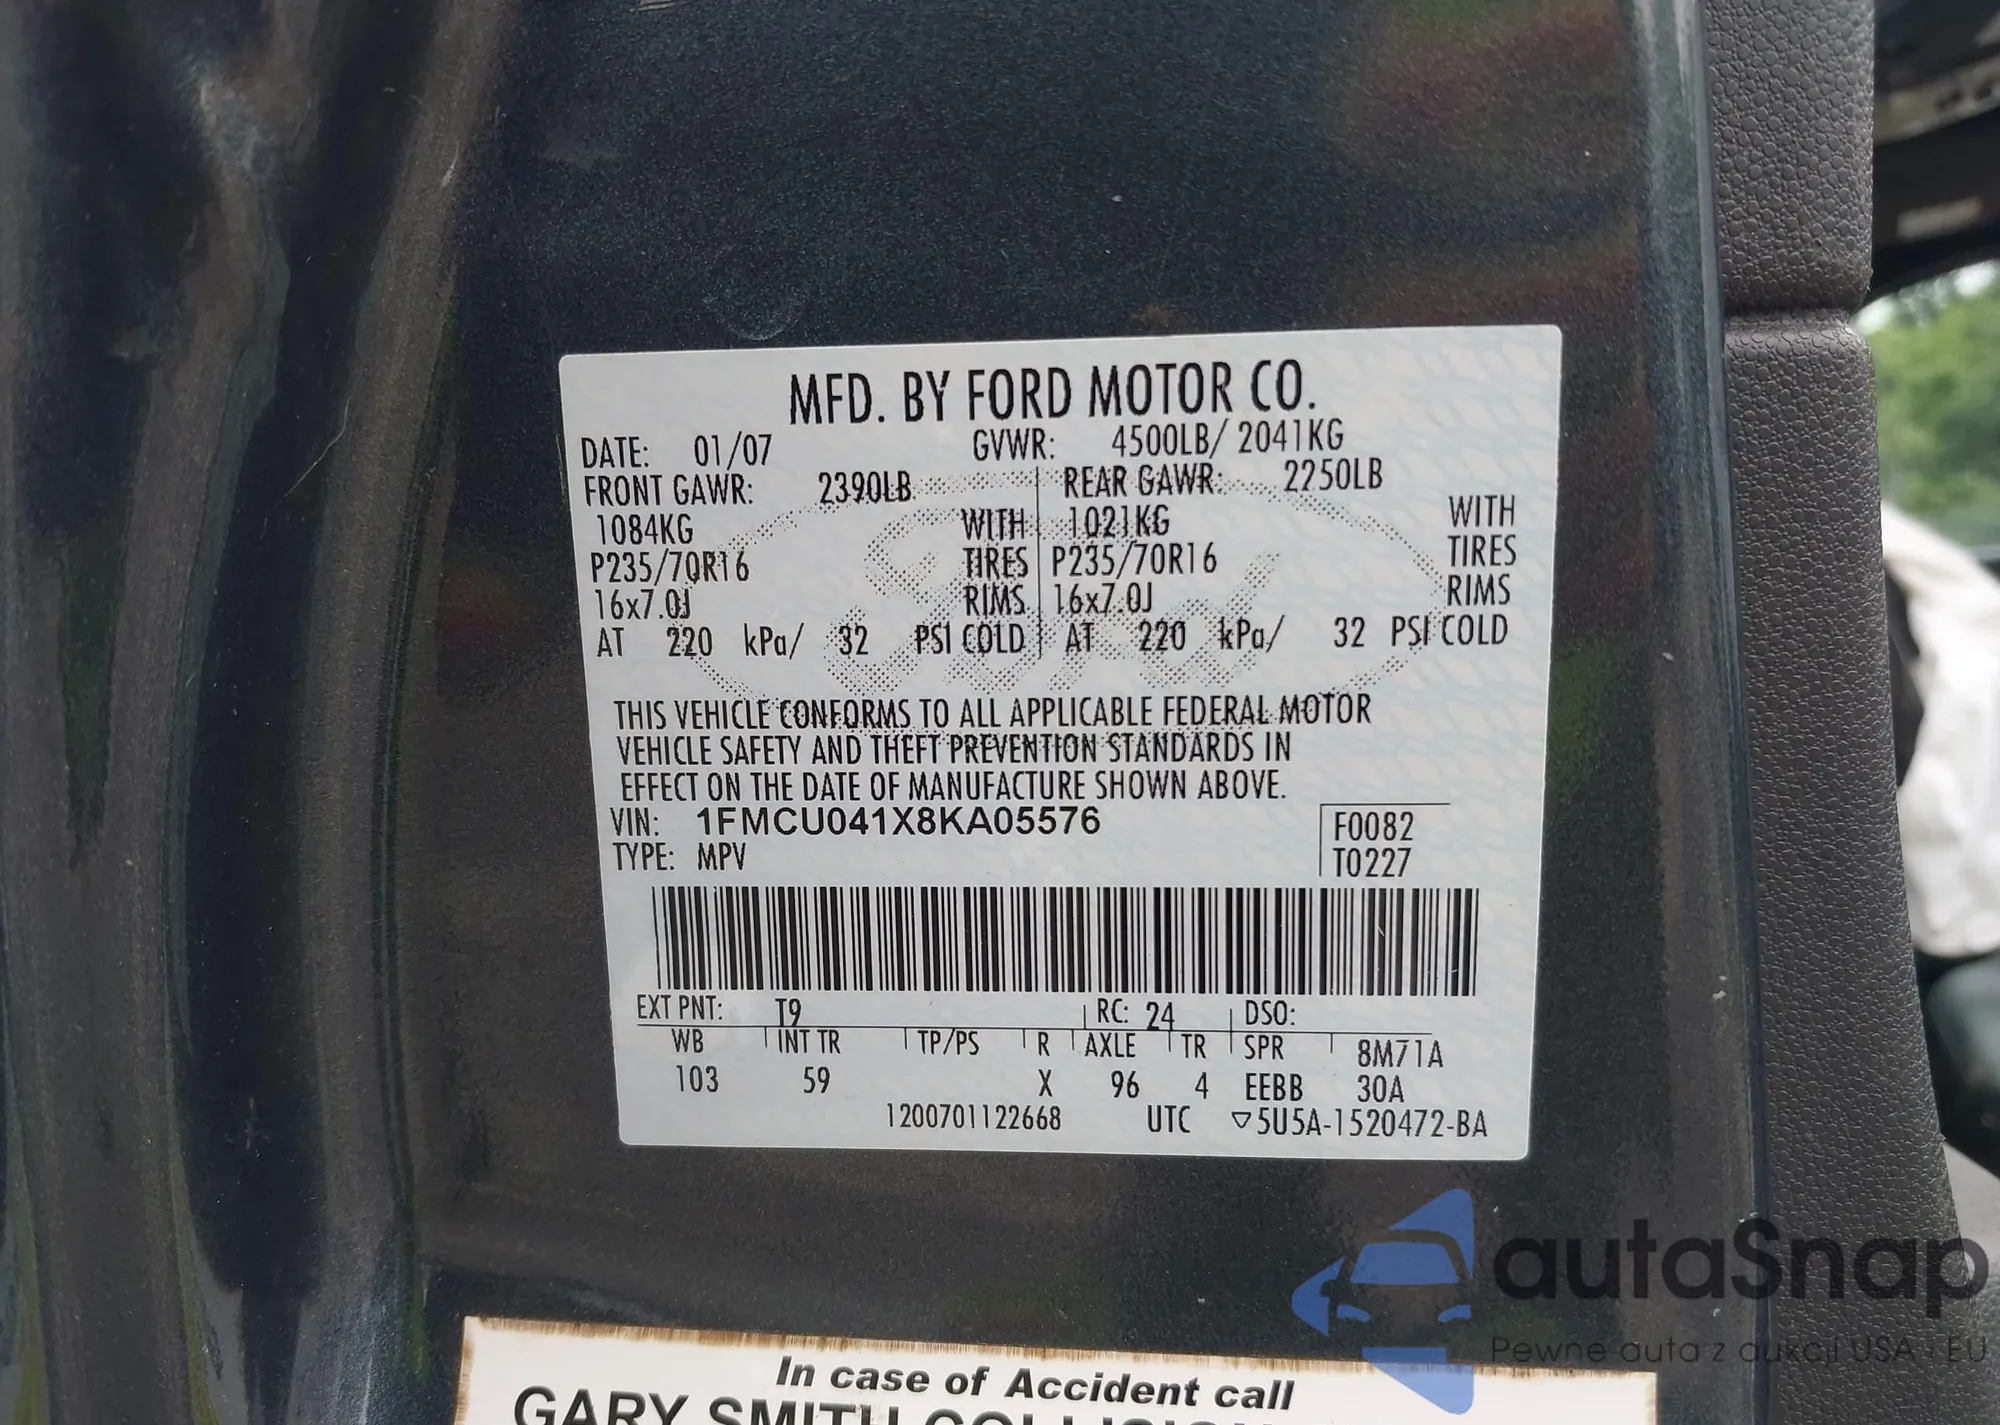 MFD. BY FORD MOTOR CO.
DATE: 01/07 GVWR: 4500LB/ 2041KG
FRONT GAWR: 2390LB REAR GAWR: 2250LB
1084KG WITH 1021KG WITH
P235/70R16 TIRES P235/70R16 TIRES
16x7.0J RIMS 16x7.0J RIMS
AT 220 kPa/ 32 PSI COLD AT 220 kPa/ 32 PSI COLD
THIS VEHICLE CONFORMS TO ALL APPLICABLE FEDERAL MOTOR
VEHICLE SAFETY AND THEFT PREVENTION STANDARDS IN
EFFECT ON THE DATE OF MANUFACTURE SHOWN ABOVE.
VIN: 1FMCU041X8KA05576 F0082
TYPE: MPV T0227
EXT PNT: T9 RC: 24 DSO:
WB INT TR TP/PS R AXLE TR SPR 8M71A
103 59 X 96 4 EEBB 30A
1200701122668 UTC ▽5U5A-1520472-BA
autoSnap
Pewne auta z aukcji USA i EU
In case of Accident call
GARY SMITH COLLISION